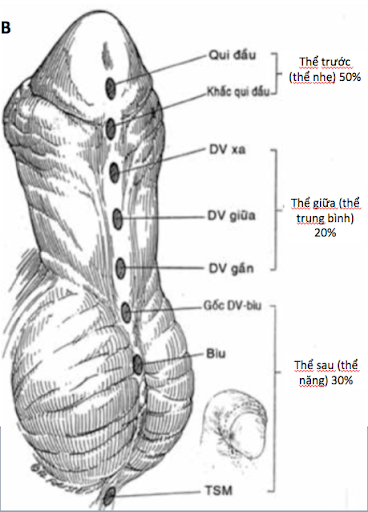 B
Qui đầu
Khấc qui đầu
Thể trước
(thể nhẹ) 50%
DV xa
DV giữa
DV gần
Thể giữa (thể
trung bình)
20%
Gốc DV-bìu
Bìu
TSM
Thể sau (thể
nặng) 30%